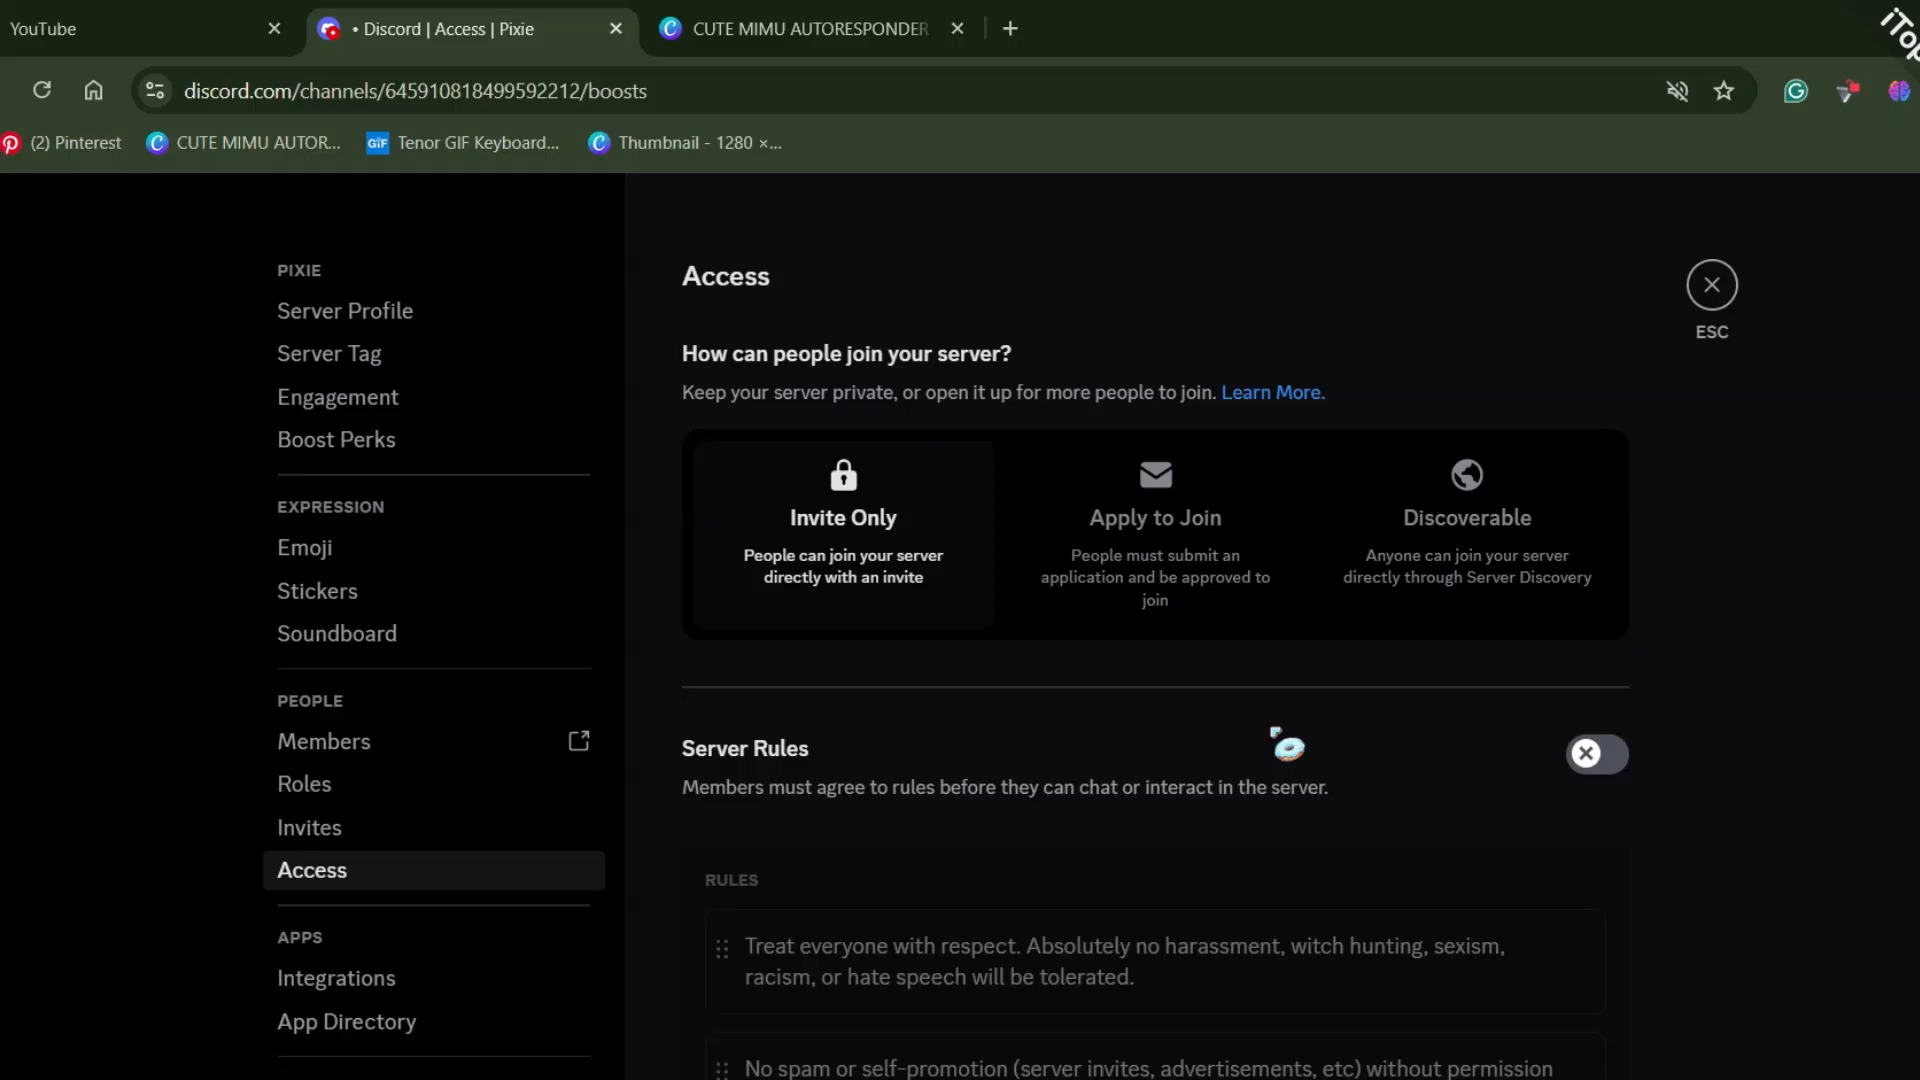 YouTube
• Discord | Access | Pixie
CUTE MIMU AUTORESPONDER
iTop
discord.com/channels/645910818499592212/boosts
(2) Pinterest
CUTE MIMU AUTOR...
GIF
Tenor GIF Keyboard...
Thumbnail - 1280 ×...
PIXIE
Server Profile
Server Tag
Engagement
Boost Perks
EXPRESSION
Emoji
Stickers
Soundboard
PEOPLE
Members
Roles
Invites
Access
APPS
Integrations
App Directory
Access
ESC
How can people join your server?
Keep your server private, or open it up for more people to join. Learn More.
Invite Only
People can join your server
directly with an invite
Apply to Join
People must submit an
application and be approved to
join
Discoverable
Anyone can join your server
directly through Server Discovery
Server Rules
Members must agree to rules before they can chat or interact in the server.
RULES
Treat everyone with respect. Absolutely no harassment, witch hunting, sexism,
racism, or hate speech will be tolerated.
No spam or self-promotion (server invites, advertisements, etc) without permission